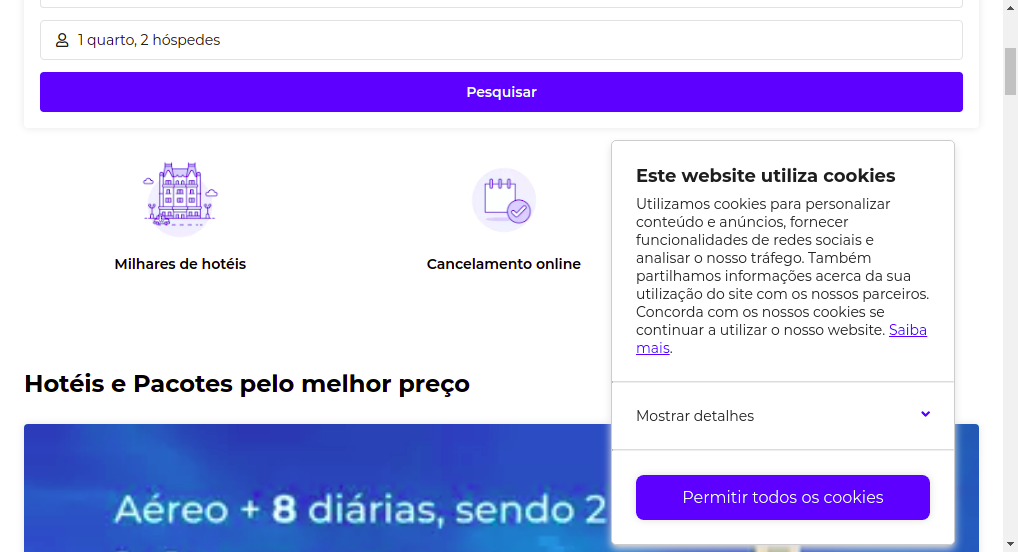 1 quarto, 2 hóspedes
Pesquisar
Milhares de hotéis
Cancelamento online
Hotéis e Pacotes pelo melhor preço
Aéreo + 8 diárias, sendo 2
Este website utiliza cookies
Utilizamos cookies para personalizar
conteúdo e anúncios, fornecer
funcionalidades de redes sociais e
analisar o nosso tráfego. Também
partilhamos informações acerca da sua
utilização do site com os nossos parceiros.
Concorda com os nossos cookies se
continuar a utilizar o nosso website. Saiba
mais.
Mostrar detalhes
Permitir todos os cookies